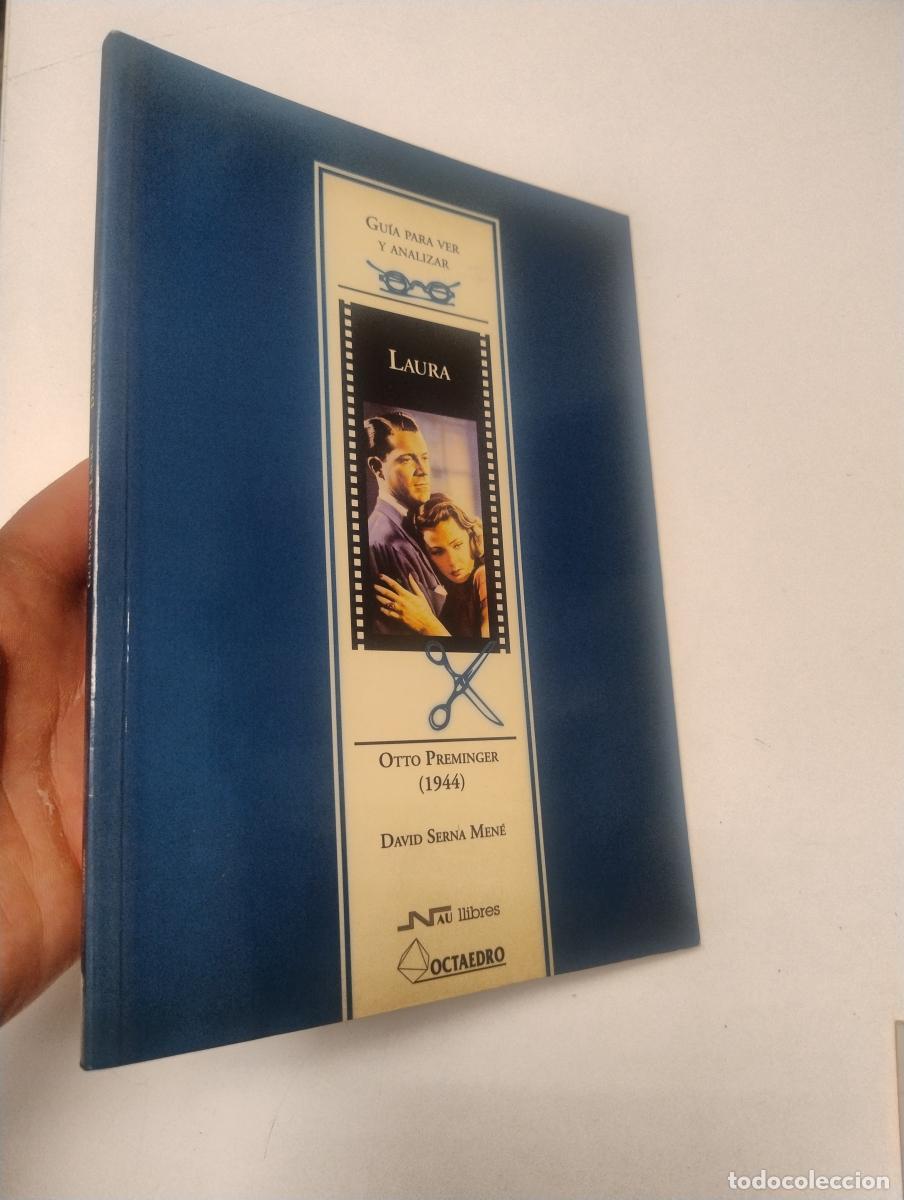 GUÍA PARA VER
Y ANALIZAR
LAURA
OTTO PREMINGER
(1944)
DAVID SERNA MENÉ
NAU llibres
OCTAEDRO
todocoleccion